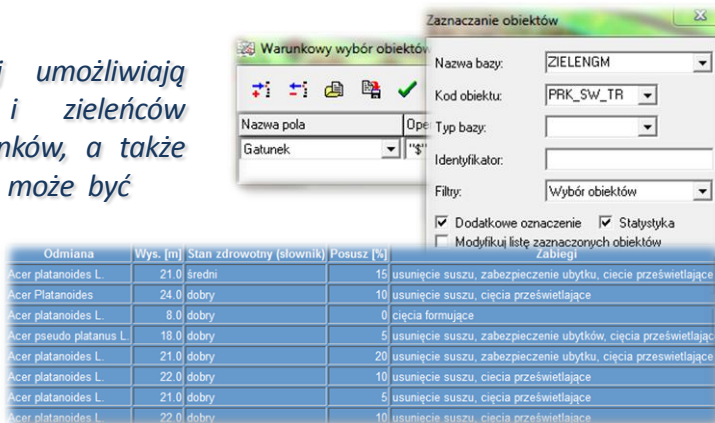 i umożliwiają
i zieleńców
nków, a także
może być
Warunkowy wybór obiektów
Nazwa pola
Gatunek
"$"
Zaznaczanie obiektów
Nazwa bazy: ZIELENGM
Kod obiektu: PRK_SW_TR
Typ bazy:
Identyfikator:
Filtry: Wybór obiektów
Dodatkowe oznaczenie Statystyka
Modyfikuj listę zaznaczonych obiektów
Odmiana Wys. [m] Stan zdrowotny (słownik) Posusz [%] Zabiegi
Acer platanoides L. 21.0 średni 15 usunięcie suszu, zabezpieczenie ubytku, ciecie prześwietlające
Acer Platanoides 24.0 dobry 10 usunięcie suszu, cięcia prześwietlające
Acer platanoides L. 8.0 dobry 0 cięcia formujące
Acer pseudo platanus L. 18.0 dobry 5 usunięcie suszu, zabezpieczenie ubytków, cięcia prześwietlając
Acer platanoides L. 21.0 dobry 20 usunięcie suszu, zabezpieczenie ubytku, cięcia przeswietlające
Acer platanoides L. 22.0 dobry 10 usunięcie suszu, ciecia prześwietlające
Acer platanoides L. 21.0 dobry 5 usunięcie suszu, cięcia prześwietlające
Acer platanoides L. 22.0 dobry 10 usunięcie suszu, cięcia prześwietlające